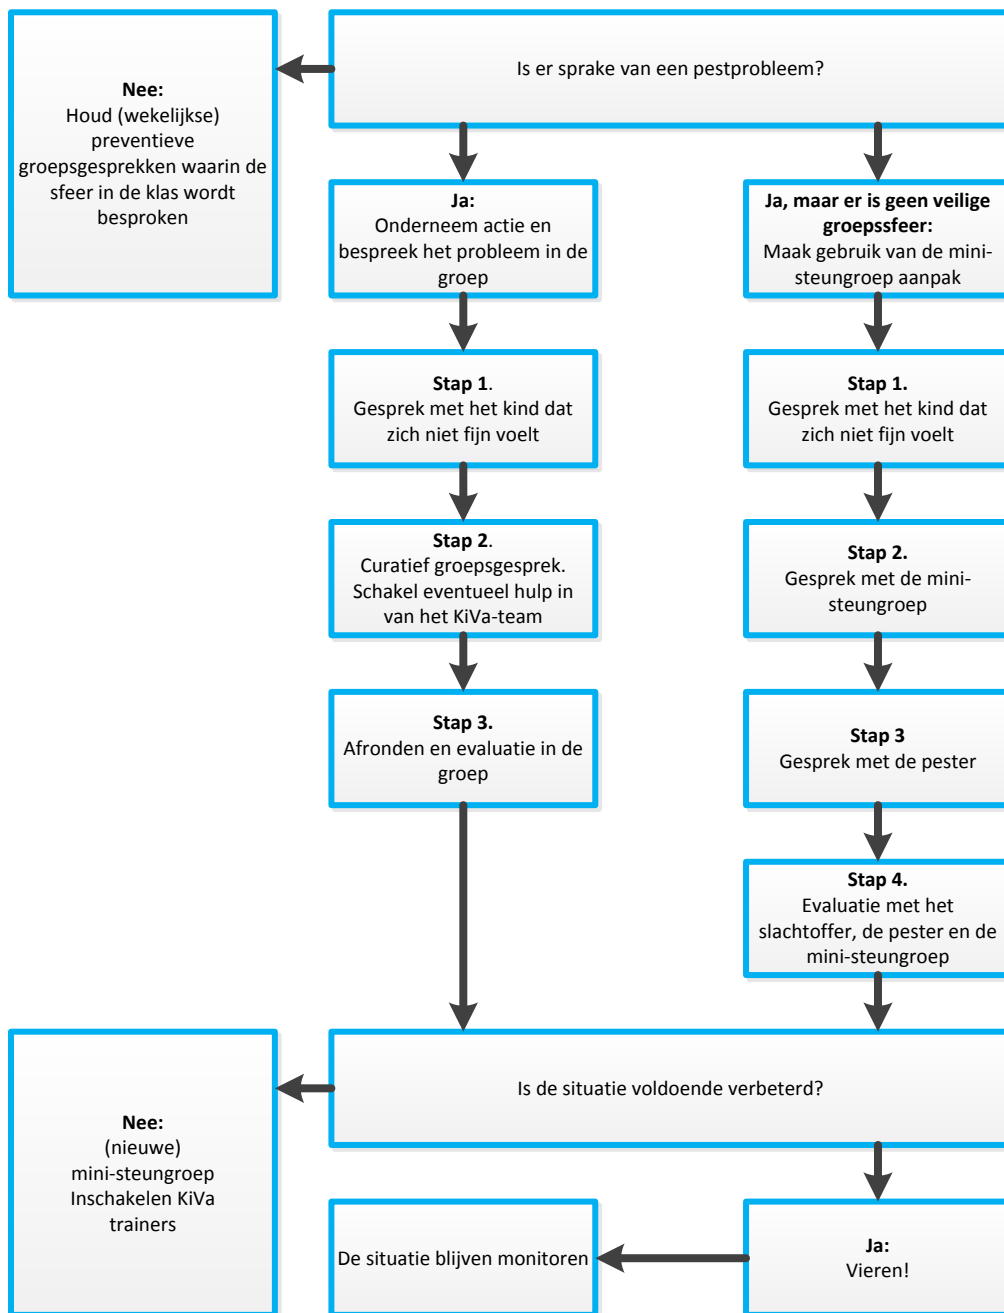 Is er sprake van een pestprobleem?
Nee:
Houd (wekelijkse)
preventieve
groepsgesprekken waarin de
sfeer in de klas wordt
besproken
Ja:
Onderneem actie en
bespreek het probleem in de
groep
Ja, maar er is geen veilige
groepssfeer:
Maak gebruik van de mini-
steungroep aanpak
Stap 1.
Gesprek met het kind dat
zich niet fijn voelt
Stap 1.
Gesprek met het kind dat
zich niet fijn voelt
Stap 2.
Curatief groepsgesprek.
Schakel eventueel hulp in
van het KiVa-team
Stap 2.
Gesprek met de mini-
steungroep
Stap 3.
Afronden en evaluatie in de
groep
Stap 3
Gesprek met de pester
Stap 4.
Evaluatie met het
slachtoffer, de pester en de
mini-steungroep
Is de situatie voldoende verbeterd?
Nee:
(nieuwe)
mini-steungroep
Inschakelen KiVa
trainers
Ja:
Vieren!
De situatie blijven monitoren